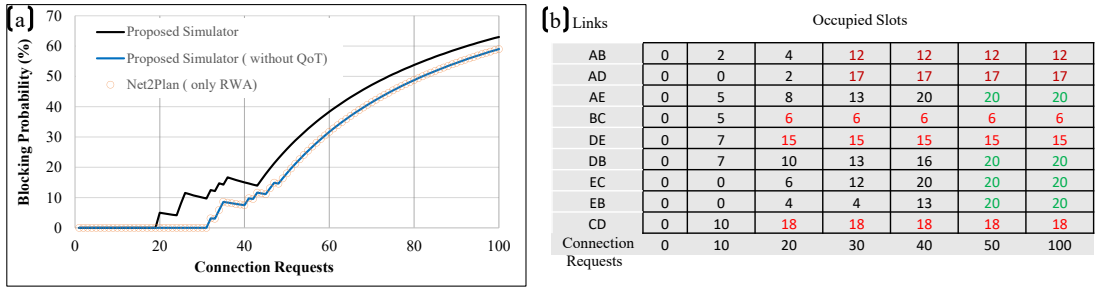 (a)
70
60
50
40
30
20
10
0
Blocking Probability (%)
Proposed Simulator
Proposed Simulator ( without QoT)
Net2Plan ( only RWA)
0 20 40 60 80 100
Connection Requests
(b) Links Occupied Slots
AB 0 2 4 12 12 12 12
AD 0 0 2 17 17 17 17
AE 0 5 8 13 20 20 20
BC 0 5 6 6 6 6 6
DE 0 7 15 15 15 15 15
DB 0 7 10 13 16 20 20
EC 0 0 6 12 20 20 20
EB 0 0 4 4 13 20 20
CD 0 10 18 18 18 18 18
Connection 0 10 20 30 40 50 100
Requests